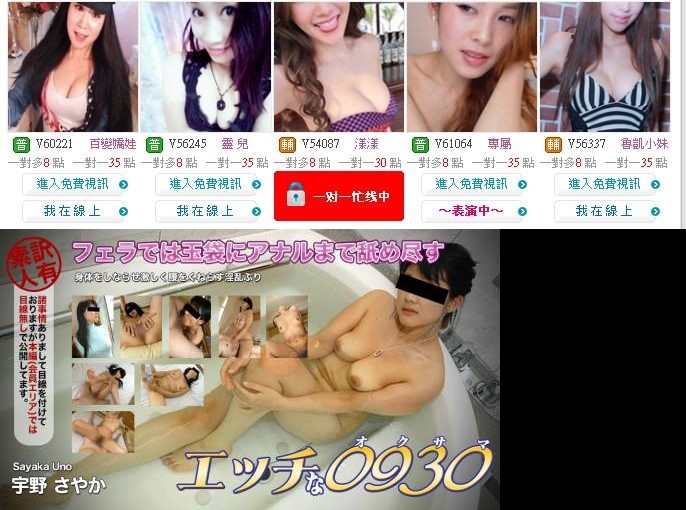 普 V60221 百變嬌娃
一對多8 點 一對一35 點
進入免費視訊
我在線上
普 V56245 靈 兒
一對多8 點 一對一35 點
進入免費視訊
我在線上
輔 V54087 漾漾
一對多8 點 一對一30 點
一对一忙线中
普 V61064 專屬
一對多8 點 一對一35 點
進入免費視訊
～表演中～
輔 V56337 魯凱小妹
一對多8 點 一對一35 點
進入免費視訊
我在線上
訳有
素人
フェラでは玉袋にアナルまで舐め尽す
身体をしならせ激しく腰をくねらす淫乱ぶり
諸事情ありまして目線を付けて
おりますが本編(会員エリア)では
目線無しで公開してます。
Sayaka Uno
宇野 さやか
オクサマ
エッチな0930